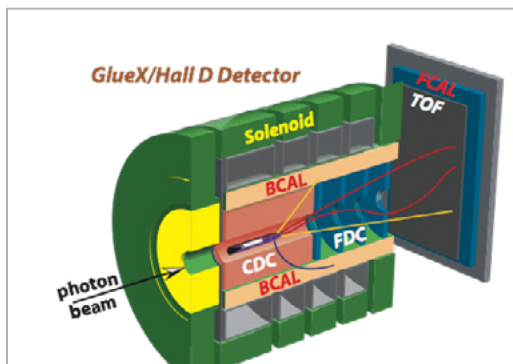 GlueX/Hall D Detector
FCAL
TOF
Solenoid
BCAL
FDC
CDC
BCAL
photon
beam